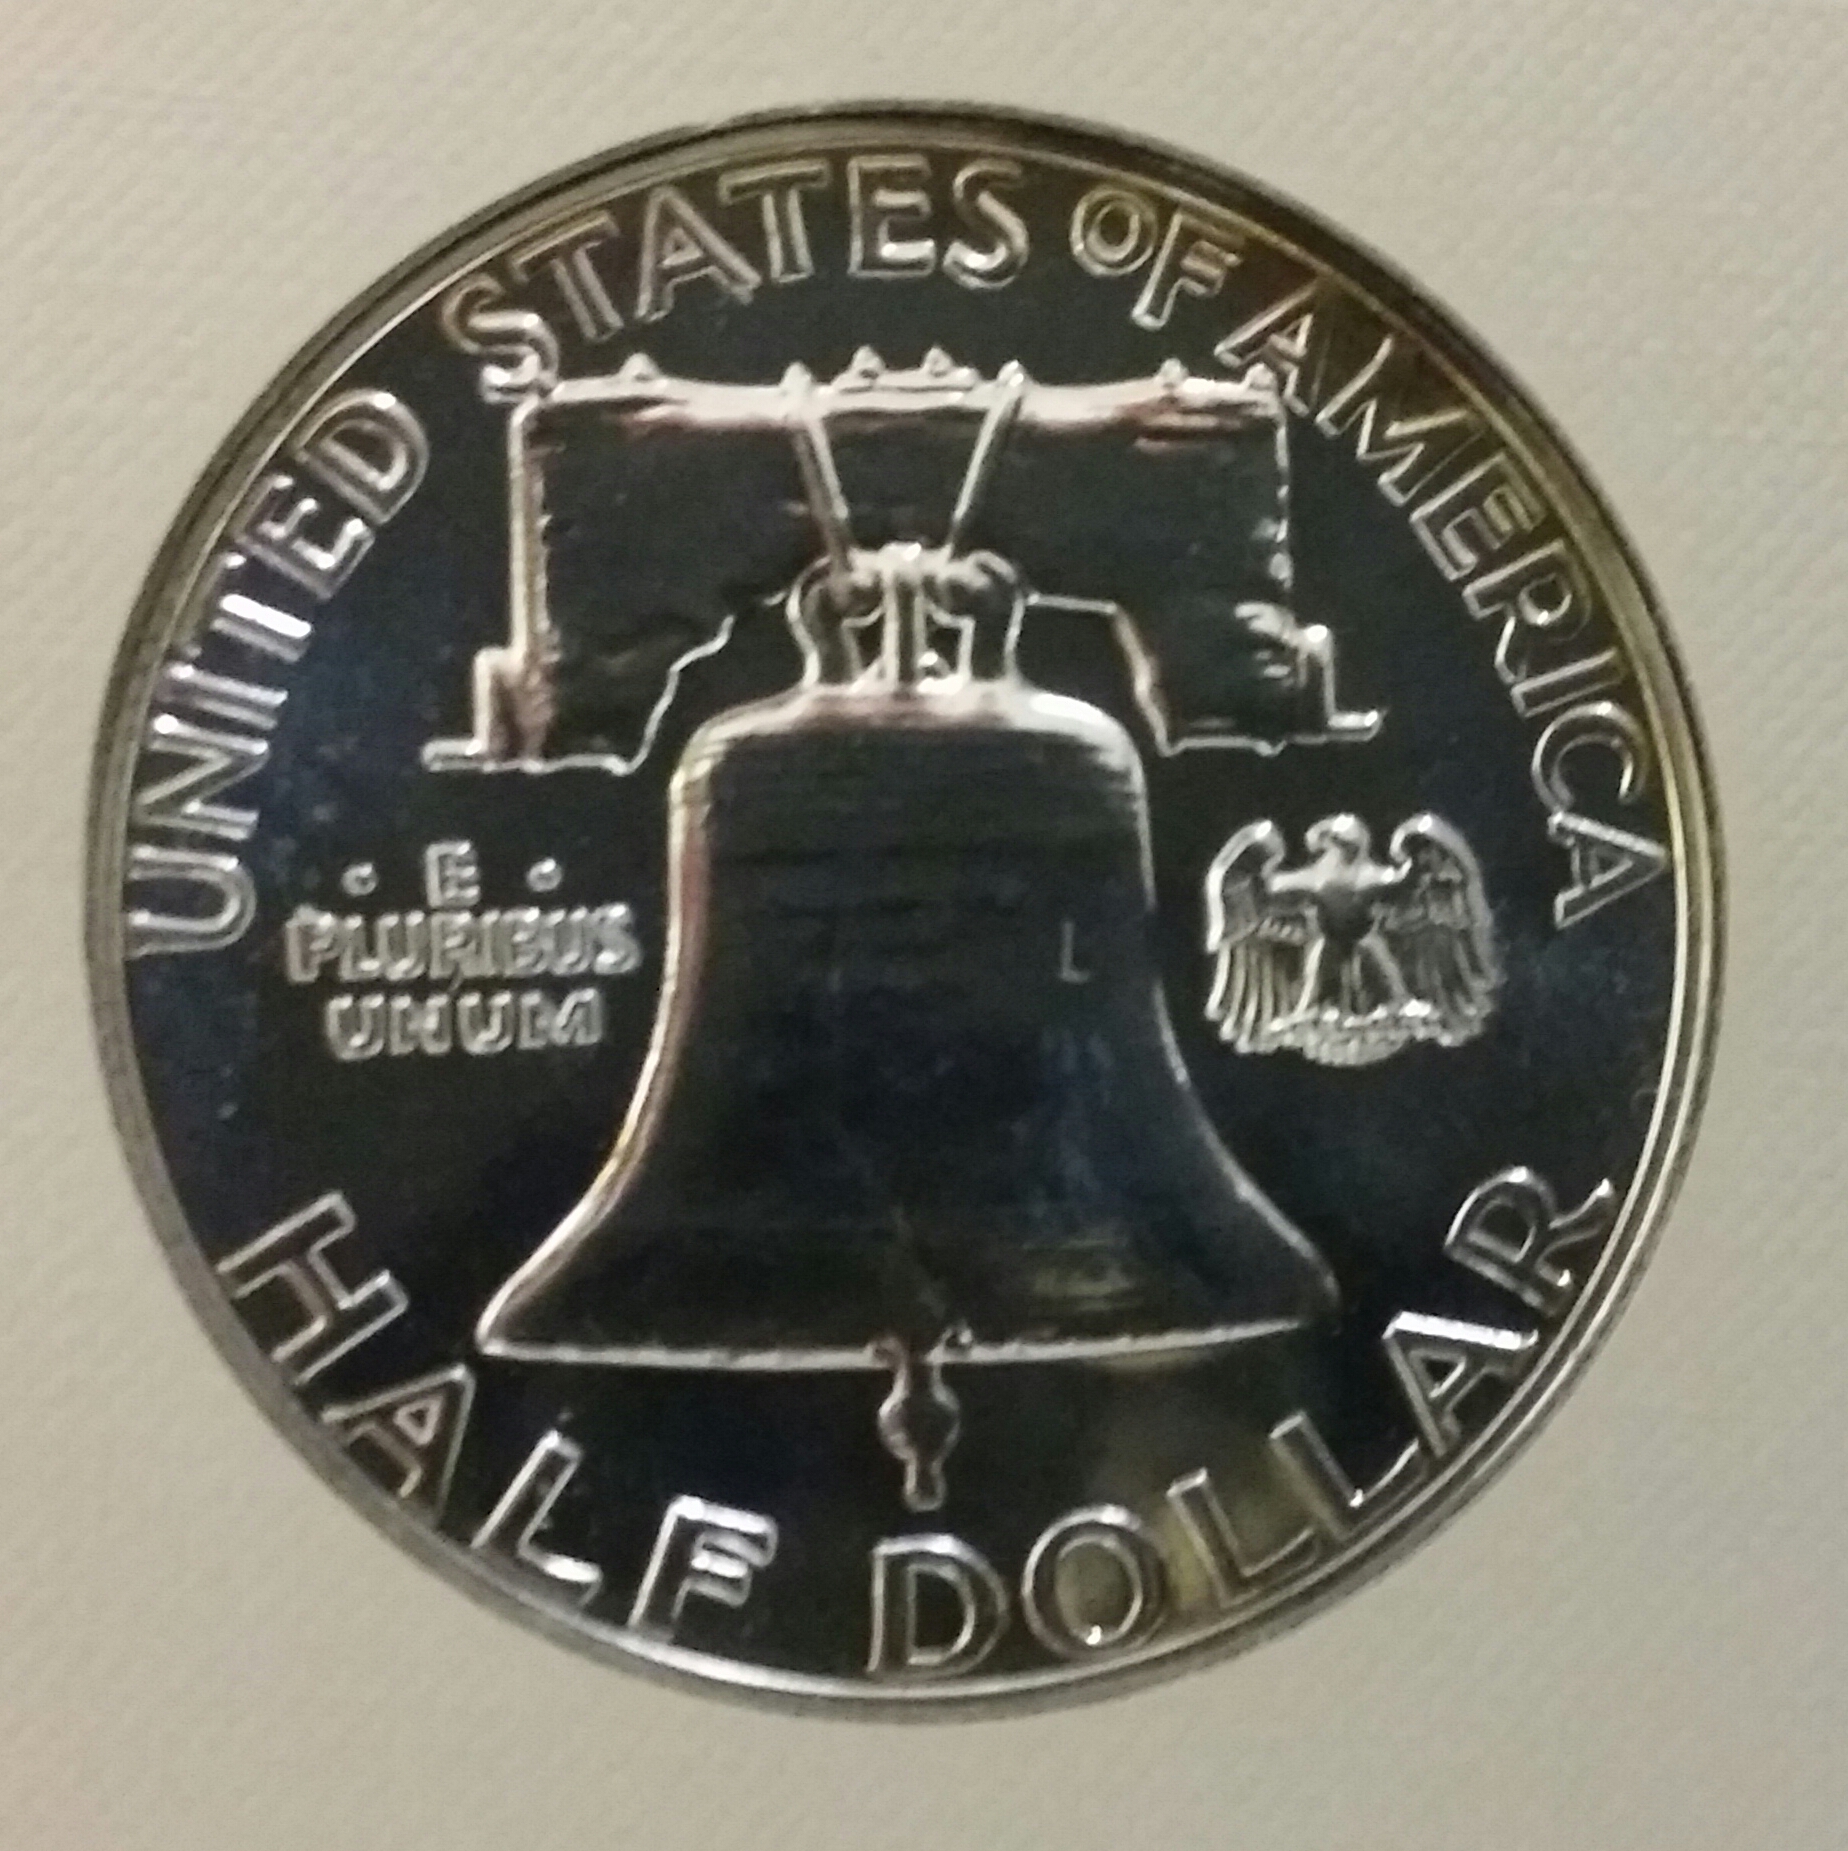 UNITED STATES OF AMERICA
· E ·
PLURIBUS
UNUM
HALF DOLLAR